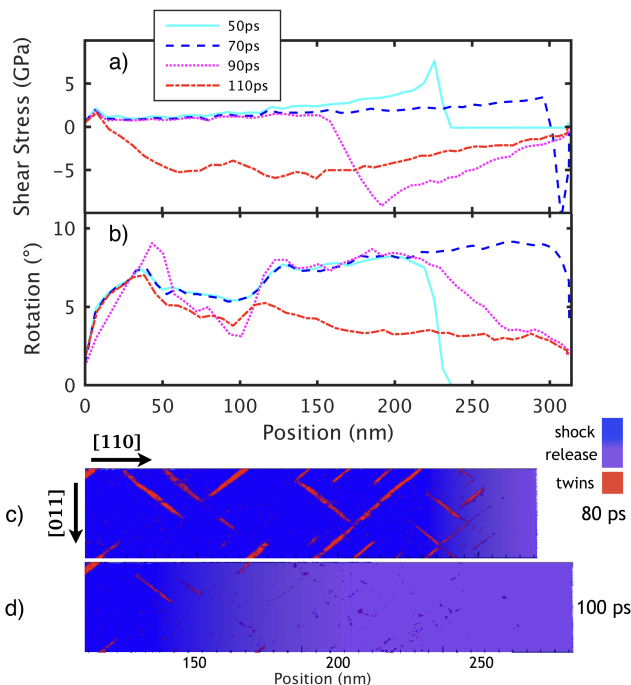 50ps
70ps
90ps
110ps
a)
Shear Stress (GPa)
5
0
−5
b)
Rotation (°)
10
5
0
0 50 100 150 200 250 300
Position (nm)
shock
release
twins
[110]
[011]
c)
80 ps
d)
100 ps
150 200 250
Position (nm)